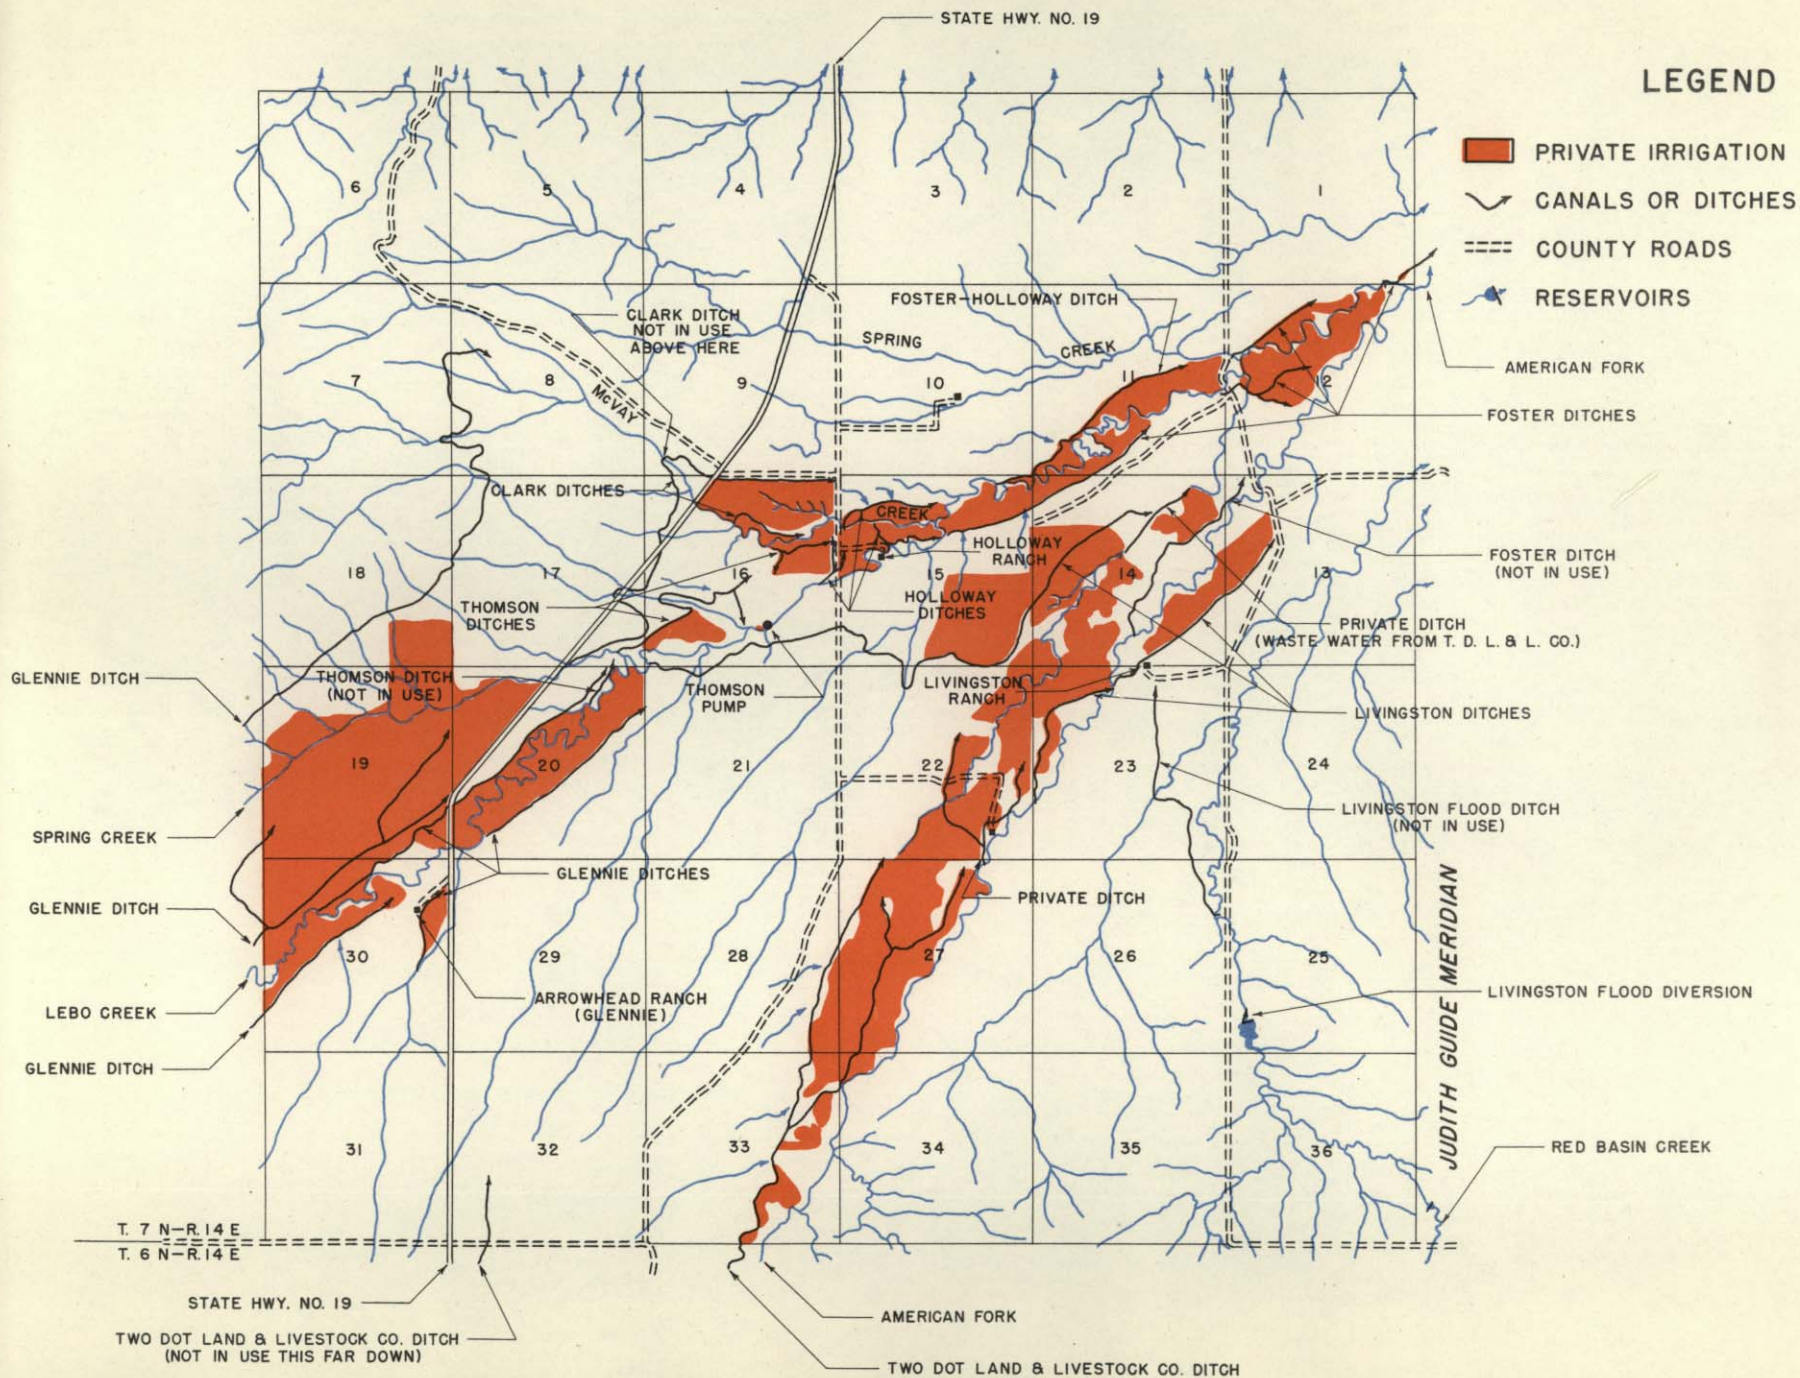 STATE HWY. NO. 19
LEGEND
PRIVATE IRRIGATION
CANALS OR DITCHES
COUNTY ROADS
RESERVOIRS
6
5
4
3
2
1
CLARK DITCH
NOT IN USE
ABOVE HERE
FOSTER-HOLLOWAY DITCH
SPRING
CREEK
AMERICAN FORK
7
8
9
10
11
12
McVAY
FOSTER DITCHES
CLARK DITCHES
CREEK
HOLLOWAY
RANCH
FOSTER DITCH
(NOT IN USE)
18
17
16
15
14
13
THOMSON
DITCHES
HOLLOWAY
DITCHES
PRIVATE DITCH
(WASTE WATER FROM T. D. L. & L. CO.)
GLENNIE DITCH
THOMSON DITCH
(NOT IN USE)
THOMSON
PUMP
LIVINGSTON
RANCH
LIVINGSTON DITCHES
19
20
21
22
23
24
SPRING CREEK
LIVINGSTON FLOOD DITCH
(NOT IN USE)
GLENNIE DITCHES
GLENNIE DITCH
PRIVATE DITCH
30
29
28
27
26
25
JUDITH GUIDE MERIDIAN
ARROWHEAD RANCH
(GLENNIE)
LIVINGSTON FLOOD DIVERSION
LEBO CREEK
GLENNIE DITCH
31
32
33
34
35
36
RED BASIN CREEK
T. 7 N-R.14 E
T. 6 N-R.14 E
STATE HWY. NO. 19
AMERICAN FORK
TWO DOT LAND & LIVESTOCK CO. DITCH
(NOT IN USE THIS FAR DOWN)
TWO DOT LAND & LIVESTOCK CO. DITCH